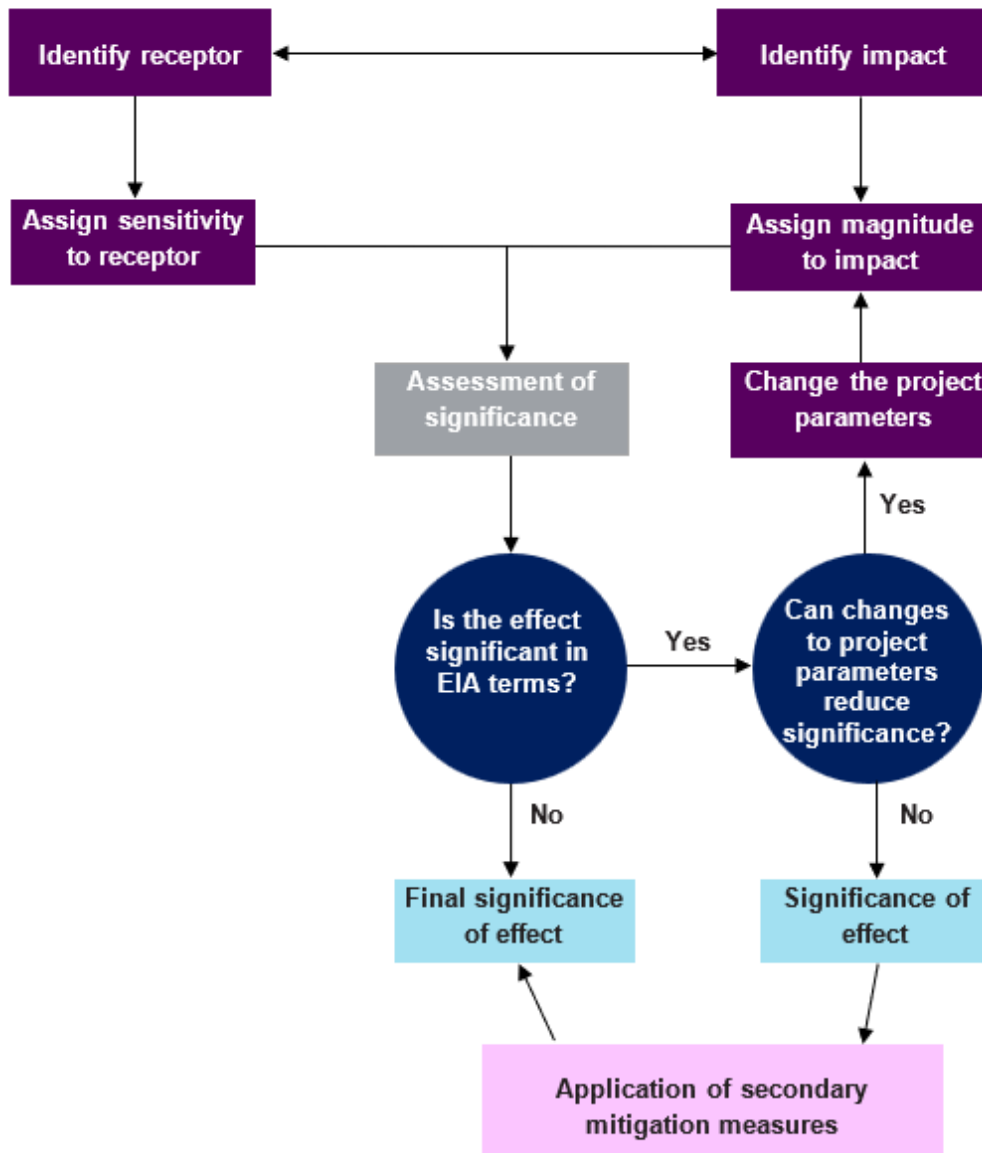 Identify receptor
Identify impact
Assign sensitivity
to receptor
Assign magnitude
to impact
Assessment of
significance
Change the project
parameters
Yes
Is the effect
significant in
EIA terms?
Yes
Can changes
to project
parameters
reduce
significance?
No
No
Final significance
of effect
Significance of
effect
Application of secondary
mitigation measures